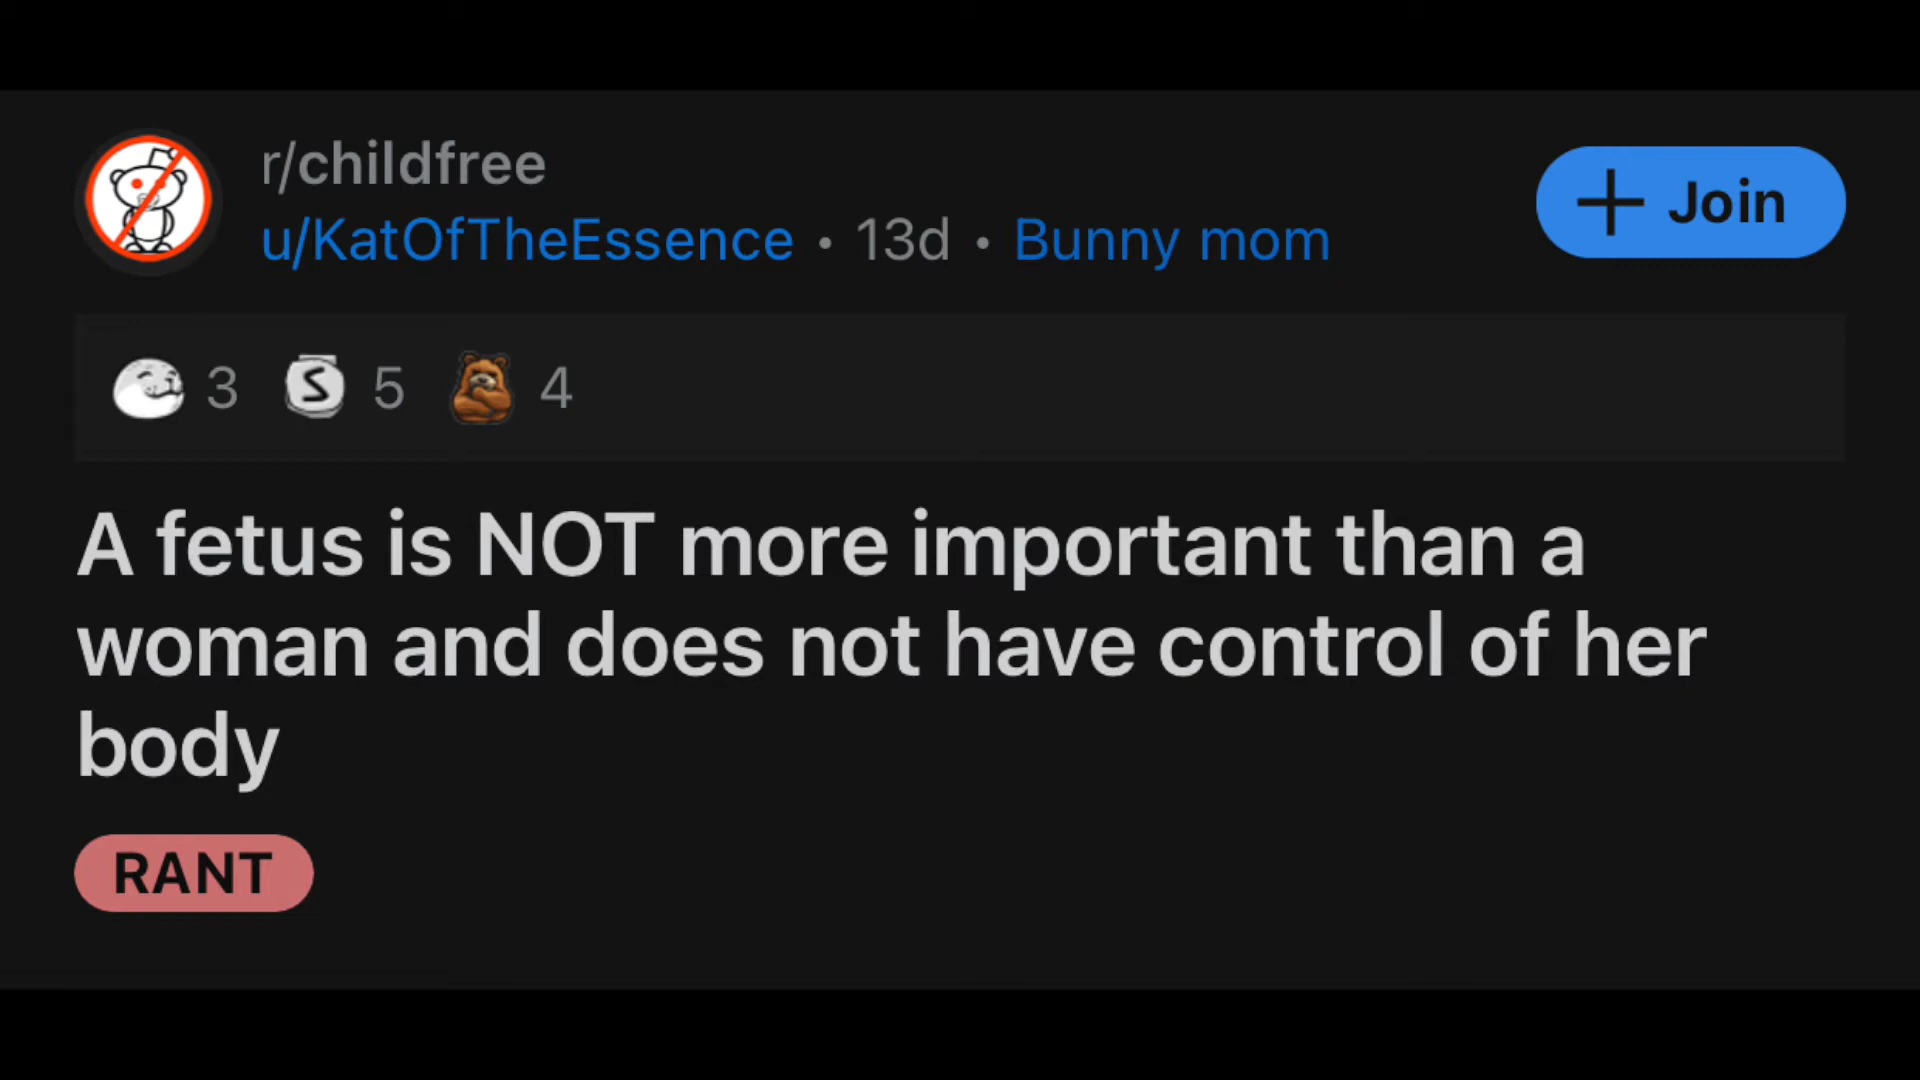 r/childfree
u/KatOfTheEssence • 13d • Bunny mom
+ Join
3 S 5 4
A fetus is NOT more important than a
woman and does not have control of her
body
RANT